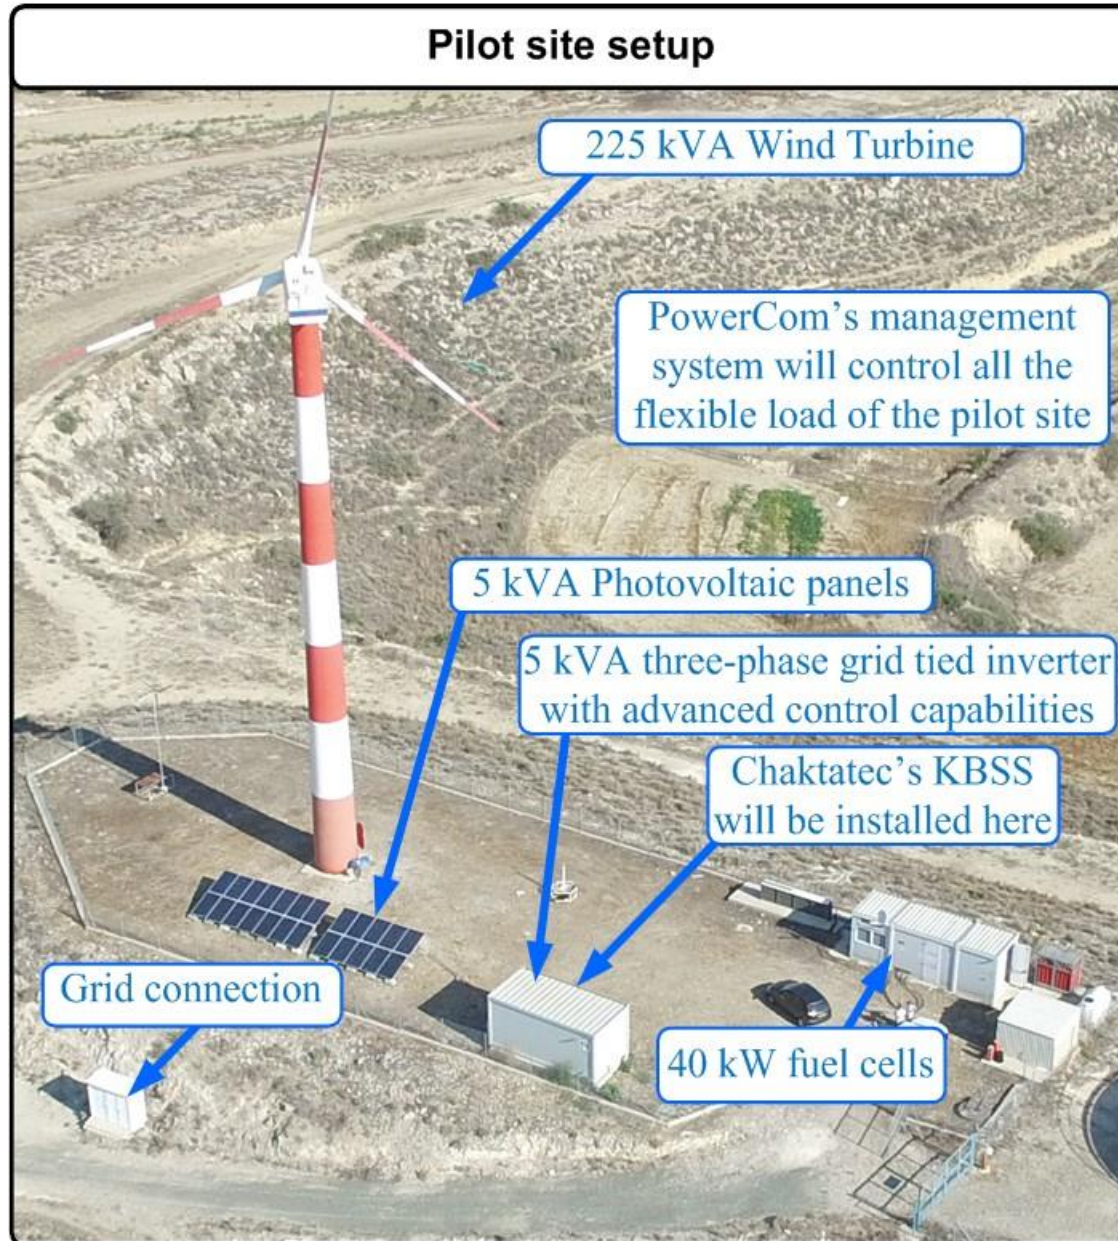 Pilot site setup
225 kVA Wind Turbine
PowerCom's management
system will control all the
flexible load of the pilot site
5 kVA Photovoltaic panels
5 kVA three-phase grid tied inverter
with advanced control capabilities
Chaktatec's KBSS
will be installed here
Grid connection
40 kW fuel cells